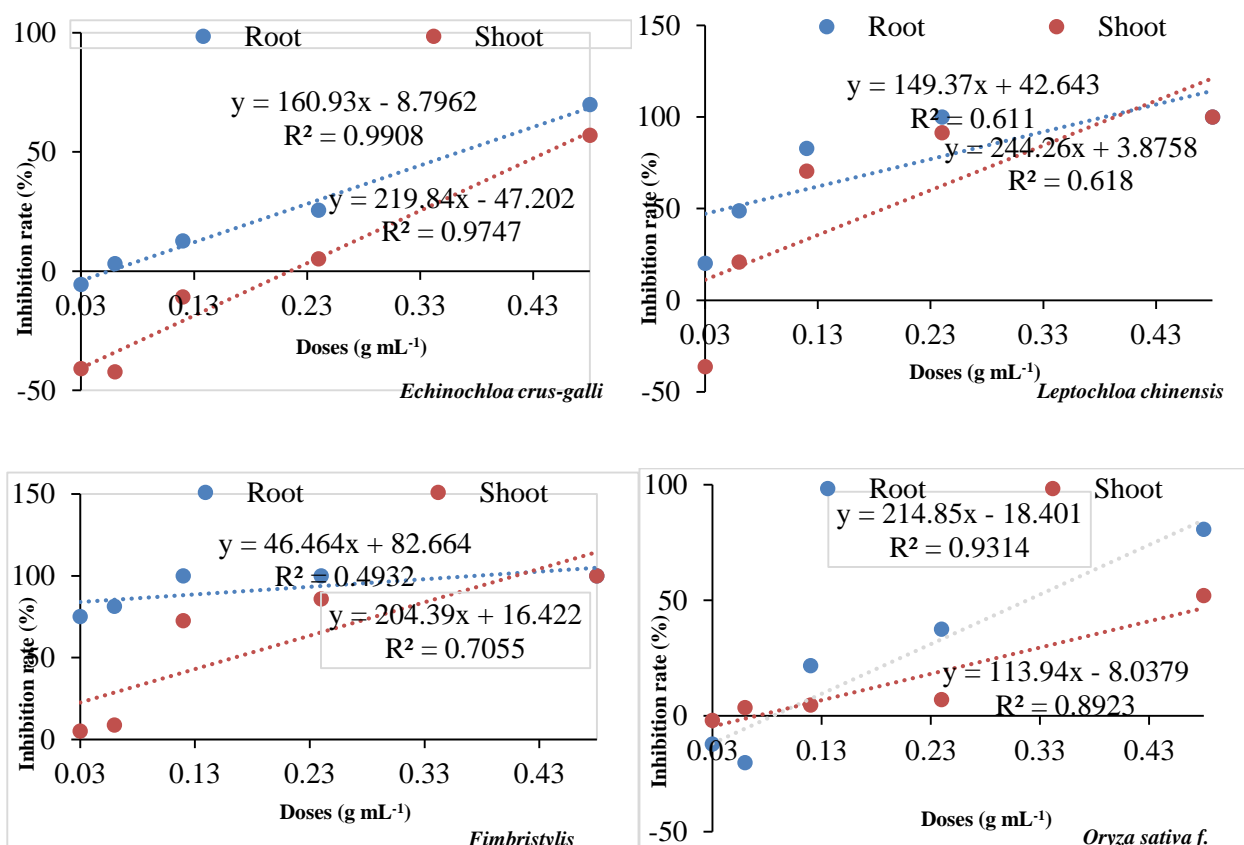 100
Root
Shoot
y = 160.93x - 8.7962
R² = 0.9908
50
y = 219.84x - 47.202
R² = 0.9747
0
0.03
0.13
0.23
0.33
0.43
-50
Inhibition rate (%)
Doses (g mL⁻¹)
Echinochloa crus-galli
150
Root
Shoot
y = 149.37x + 42.643
R² = 0.611
100
y = 244.26x + 3.8758
R² = 0.618
50
0
0.03
0.13
0.23
0.33
0.43
-50
Inhibition rate (%)
Doses (g mL⁻¹)
Leptochloa chinensis
150
Root
Shoot
y = 46.464x + 82.664
R² = 0.4932
100
y = 204.39x + 16.422
R² = 0.7055
50
0
0.03
0.13
0.23
0.33
0.43
Inhibition rate (%)
Doses (g mL⁻¹)
Fimbristylis
100
Root
Shoot
y = 214.85x - 18.401
R² = 0.9314
50
y = 113.94x - 8.0379
R² = 0.8923
0
0.03
0.13
0.23
0.33
0.43
-50
Inhibition rate (%)
Doses (g mL⁻¹)
Oryza sativa f.